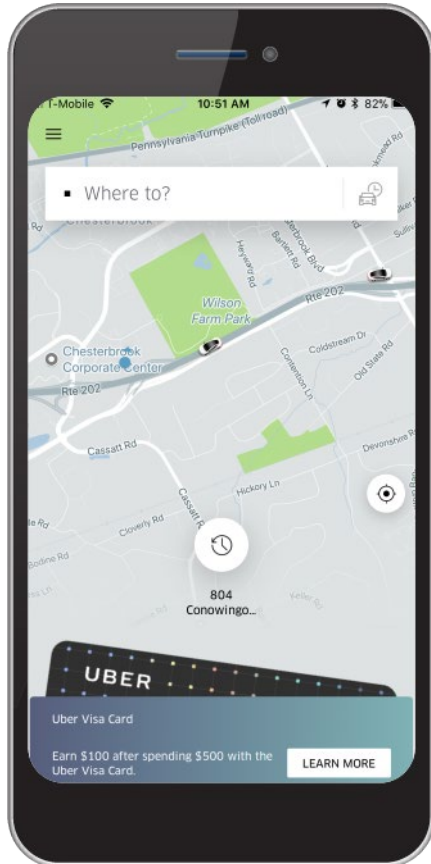 T-Mobile 10:51 AM 82%
Pennsylvania Turnpike (Toll road)
Where to?
Chesterbrook
Rd
Heyward Rd
Bartlett Rd
Rte 202
Wilson
Farm Park
Coldstream Dr
Old State Rd
Contention Ln
Chesterbrook
Corporate Center
Rte 202
Cassatt Rd
Devonshire
Hickory Ln
Cassatt R
Cloverly Rd
Bodine Rd
Keller Rd
804
Conowingo...
UBER
Uber Visa Card
Earn $100 after spending $500 with the
Uber Visa Card.
LEARN MORE